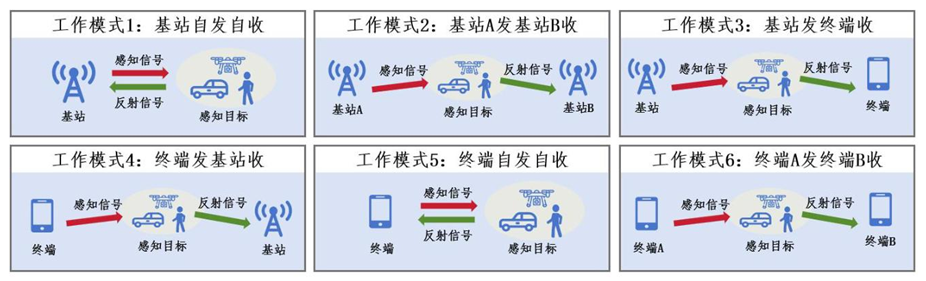 工作模式1：基站自发自收
感知信号
反射信号
基站
感知目标
工作模式2：基站A发基站B收
感知信号
反射信号
基站A
感知目标
基站B
工作模式3：基站发终端收
感知信号
反射信号
基站
感知目标
终端
工作模式4：终端发基站收
感知信号
反射信号
终端
感知目标
基站
工作模式5：终端自发自收
感知信号
反射信号
终端
感知目标
工作模式6：终端A发终端B收
感知信号
反射信号
终端A
感知目标
终端B